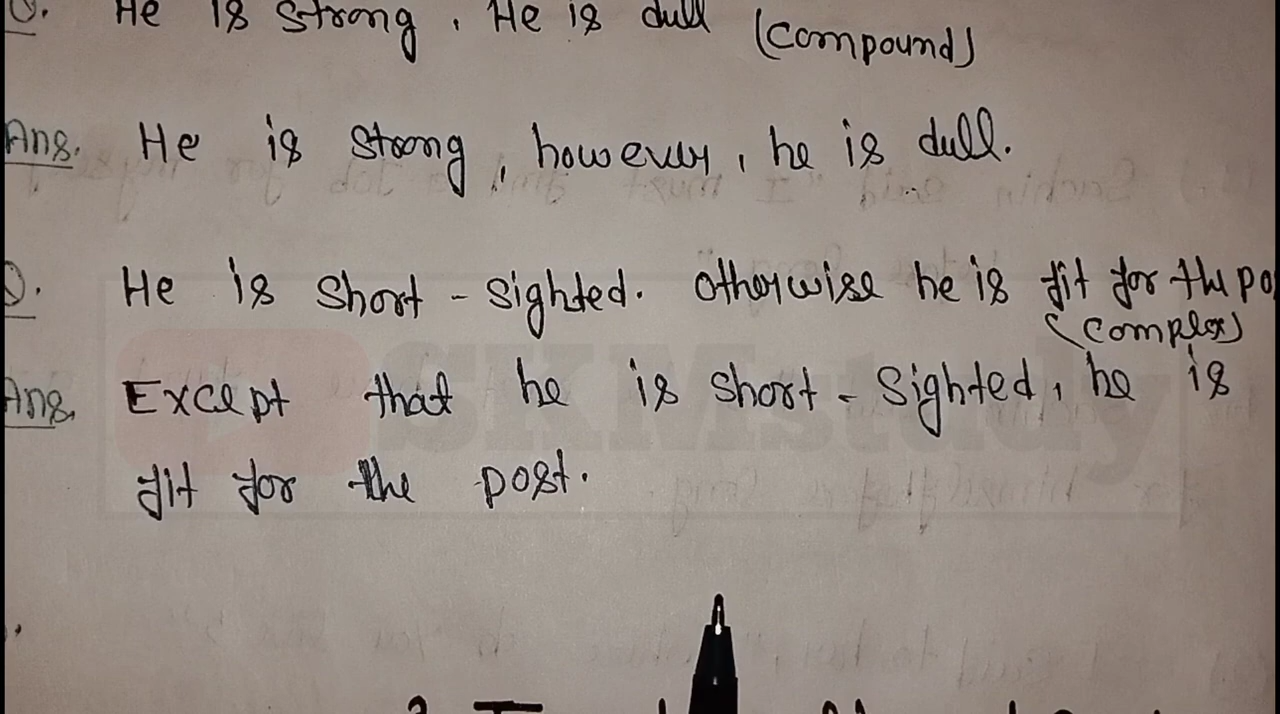 Q. He is strong. He is dull (compound)
Ans. He is strong, however, he is dull.
Q. He is short-sighted. Otherwise he is fit for the po
(complex)
Ans. Except that he is short-sighted, he is
fit for the post.
SKMstudy